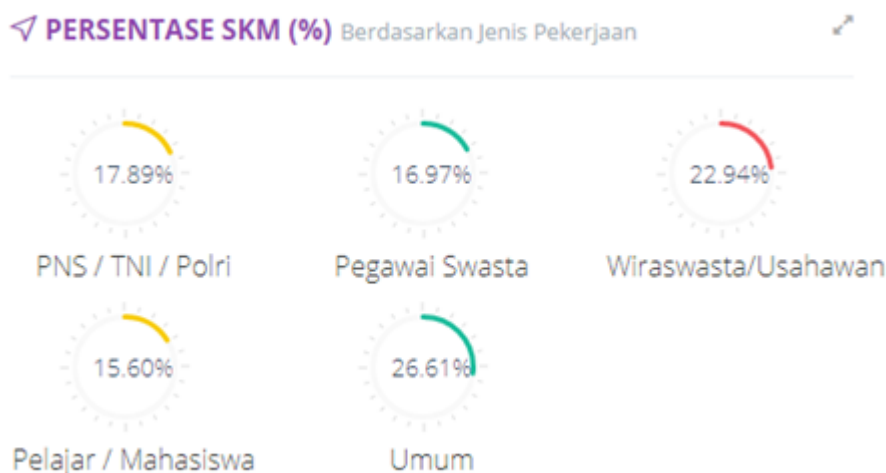 PERSENTASE SKM (%) Berdasarkan Jenis Pekerjaan
17.89% 16.97% 22.94%
PNS / TNI / Polri Pegawai Swasta Wiraswasta/Usahawan
15.60% 26.61%
Pelajar / Mahasiswa Umum